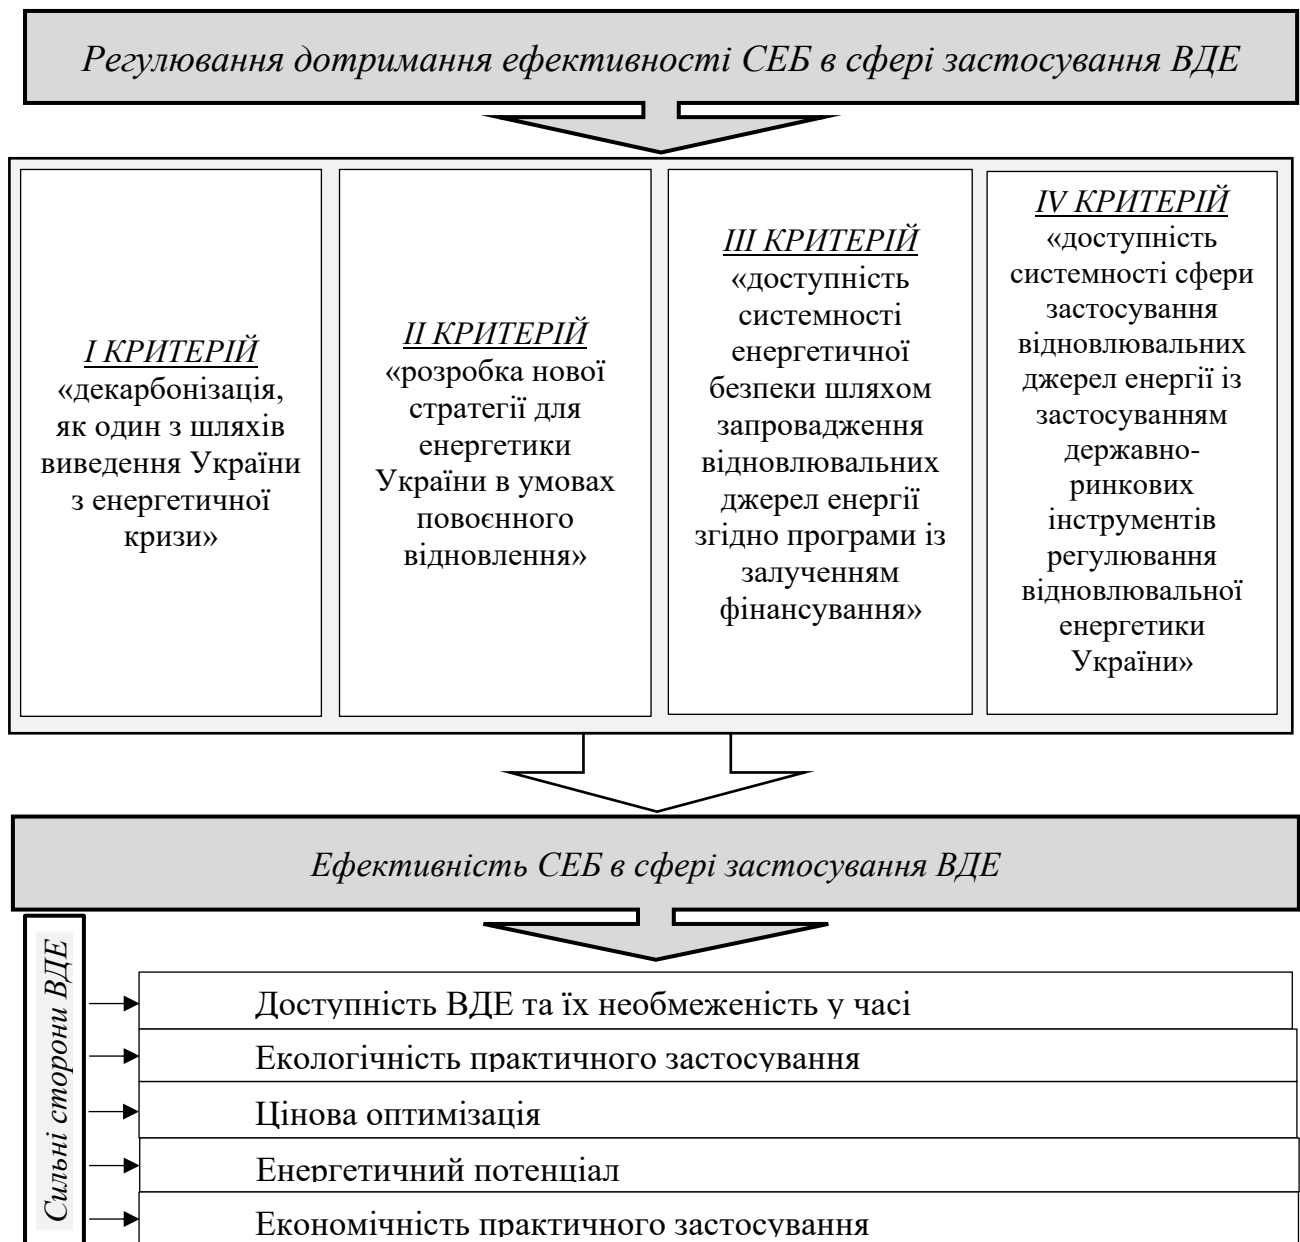 Регулювання дотримання ефективності СЕБ в сфері застосування ВДЕ
І КРИТЕРІЙ
«декарбонізація,
як один з шляхів
виведення України
з енергетичної
кризи»
ІІ КРИТЕРІЙ
«розробка нової
стратегії для
енергетики
України в умовах
повоєнного
відновлення»
ІІІ КРИТЕРІЙ
«доступність
системності
енергетичної
безпеки шляхом
запровадження
відновлювальних
джерел енергії
згідно програми із
залученням
фінансування»
IV КРИТЕРІЙ
«доступність
системності сфери
застосування
відновлювальних
джерел енергії із
застосуванням
державно-
ринкових
інструментів
регулювання
відновлювальної
енергетики
України»
Ефективність СЕБ в сфері застосування ВДЕ
Сильні сторони ВДЕ
Доступність ВДЕ та їх необмеженість у часі
Екологічність практичного застосування
Цінова оптимізація
Енергетичний потенціал
Економічність практичного застосування